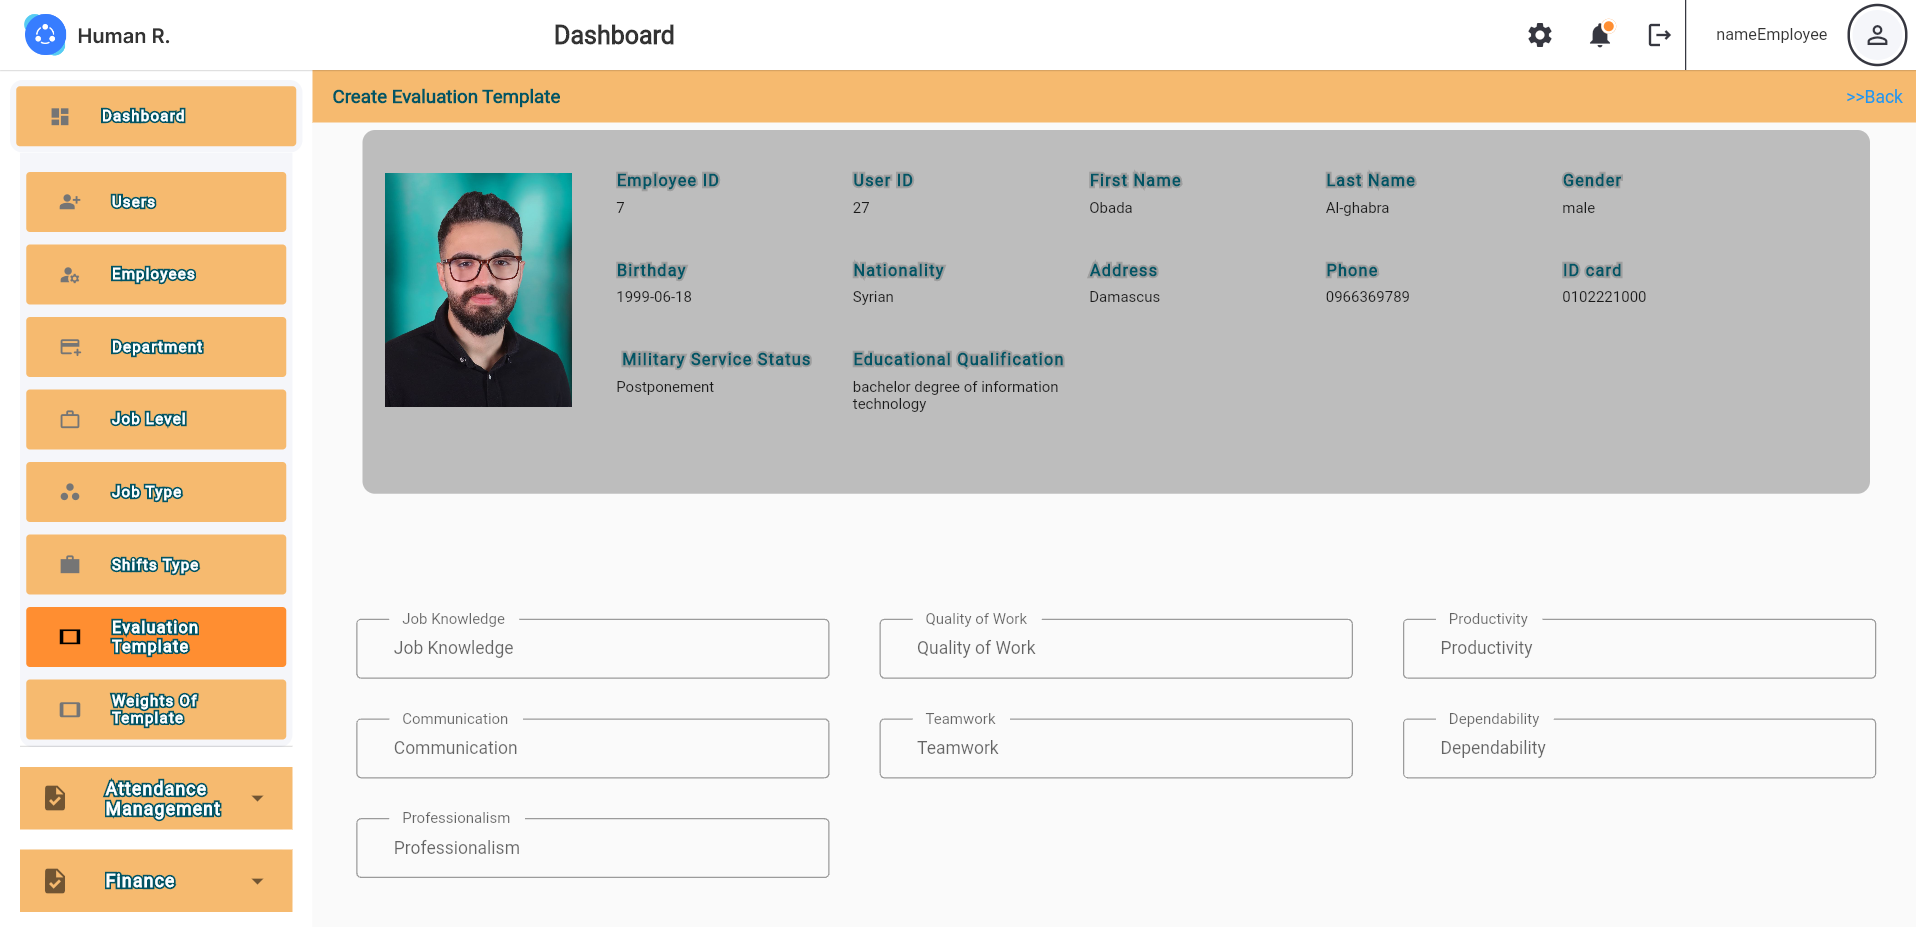 Human R.
Dashboard
nameEmployee
Create Evaluation Template
>>Back
Dashboard
Users
Employees
Department
Job Level
Job Type
Shifts Type
Evaluation
Template
Weights Of
Template
Attendance
Management
Finance
Employee ID
7
User ID
27
First Name
Obada
Last Name
Al-ghabra
Gender
male
Birthday
1999-06-18
Nationality
Syrian
Address
Damascus
Phone
0966369789
ID card
0102221000
Military Service Status
Postponement
Educational Qualification
bachelor degree of information
technology
Job Knowledge
Job Knowledge
Quality of Work
Quality of Work
Productivity
Productivity
Communication
Communication
Teamwork
Teamwork
Dependability
Dependability
Professionalism
Professionalism